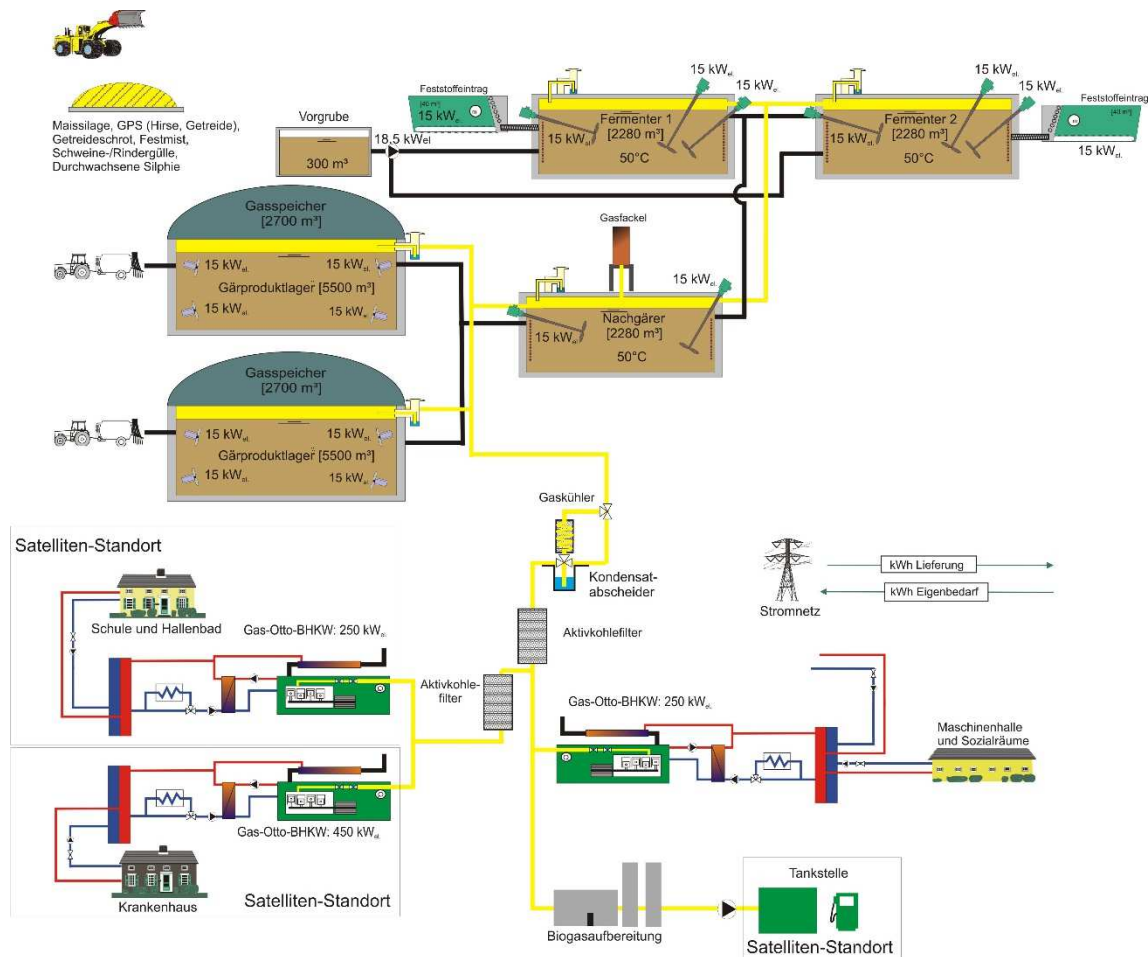 Maissilage, GPS (Hirse, Getreide),
Getreideschrot, Festmist,
Schweine-/Rindergülle,
Durchwachsene Silphie
Vorgrube
300 m³
18,5 kWel
Feststoffeintrag
[40 m³]
15 kWel.
15 kWel.
15 kWel.
15 kWel.
Fermenter 1
[2280 m³]
50°C
15 kWel.
15 kWel.
15 kWel.
Fermenter 2
[2280 m³]
50°C
Feststoffeintrag
[40 m³]
15 kWel.
Gasspeicher
[2700 m³]
15 kWel.
15 kWel.
Gärproduktlager [5500 m³]
15 kWel.
15 kWel.
Gasfackel
15 kWel.
15 kWel.
Nachgärer
[2280 m³]
50°C
Gasspeicher
[2700 m³]
15 kWel.
15 kWel.
Gärproduktlager [5500 m³]
15 kWel.
15 kWel.
Gaskühler
Kondensat-
abscheider
Aktivkohlefilter
Aktivkohle-
filter
Stromnetz
kWh Lieferung
kWh Eigenbedarf
Satelliten-Standort
Schule und Hallenbad
Gas-Otto-BHKW: 250 kWel.
Gas-Otto-BHKW: 450 kWel.
Krankenhaus
Satelliten-Standort
Gas-Otto-BHKW: 250 kWel.
Maschinenhalle
und Sozialräume
Biogasaufbereitung
Tankstelle
Satelliten-Standort